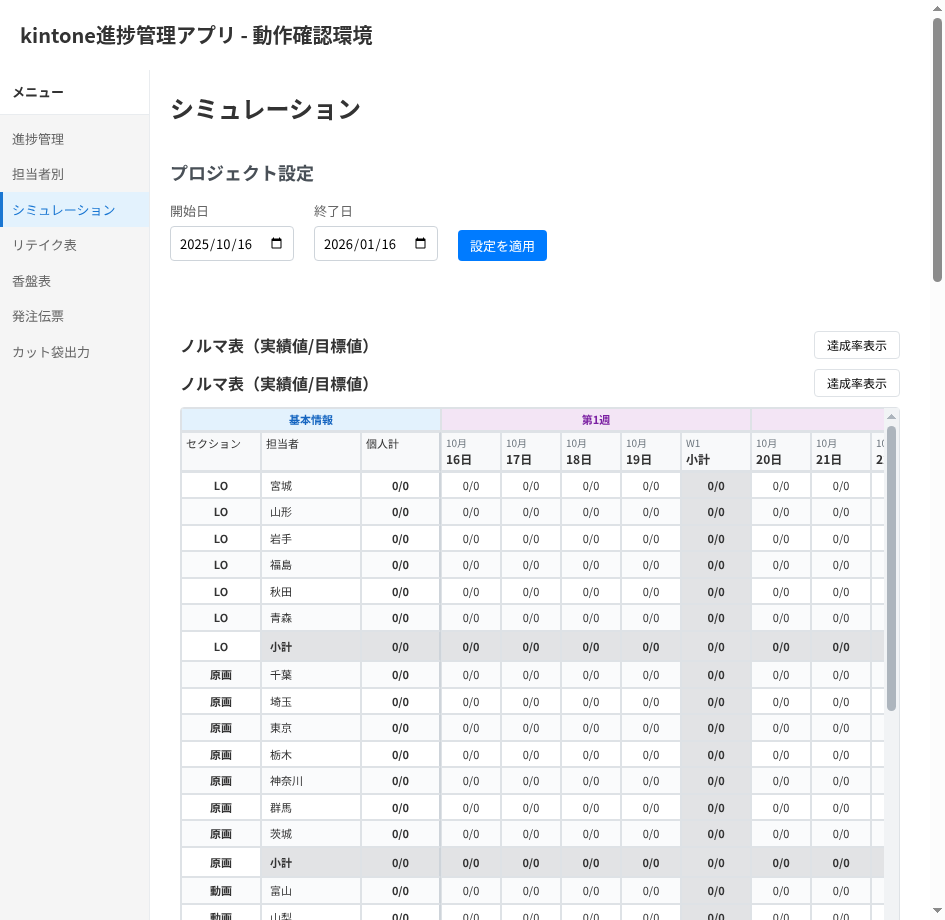 kintone進捗管理アプリ - 動作確認環境
メニュー
進捗管理
担当者別
シミュレーション
リテイク表
香盤表
発注伝票
カット袋出力
シミュレーション
プロジェクト設定
開始日 終了日
2025/10/16 2026/01/16 設定を適用
ノルマ表（実績値/目標値） 達成率表示
ノルマ表（実績値/目標値） 達成率表示
基本情報 第1週
セクション 担当者 個人計 10月 10月 10月 10月 W1 10月 10月
16日 17日 18日 19日 小計 20日 21日
LO 宮城 0/0 0/0 0/0 0/0 0/0 0/0 0/0 0/0
LO 山形 0/0 0/0 0/0 0/0 0/0 0/0 0/0 0/0
LO 岩手 0/0 0/0 0/0 0/0 0/0 0/0 0/0 0/0
LO 福島 0/0 0/0 0/0 0/0 0/0 0/0 0/0 0/0
LO 秋田 0/0 0/0 0/0 0/0 0/0 0/0 0/0 0/0
LO 青森 0/0 0/0 0/0 0/0 0/0 0/0 0/0 0/0
LO 小計 0/0 0/0 0/0 0/0 0/0 0/0 0/0 0/0
原画 千葉 0/0 0/0 0/0 0/0 0/0 0/0 0/0 0/0
原画 埼玉 0/0 0/0 0/0 0/0 0/0 0/0 0/0 0/0
原画 東京 0/0 0/0 0/0 0/0 0/0 0/0 0/0 0/0
原画 栃木 0/0 0/0 0/0 0/0 0/0 0/0 0/0 0/0
原画 神奈川 0/0 0/0 0/0 0/0 0/0 0/0 0/0 0/0
原画 群馬 0/0 0/0 0/0 0/0 0/0 0/0 0/0 0/0
原画 茨城 0/0 0/0 0/0 0/0 0/0 0/0 0/0 0/0
原画 小計 0/0 0/0 0/0 0/0 0/0 0/0 0/0 0/0
動画 富山 0/0 0/0 0/0 0/0 0/0 0/0 0/0 0/0
動画 山梨 0/0 0/0 0/0 0/0 0/0 0/0 0/0 0/0